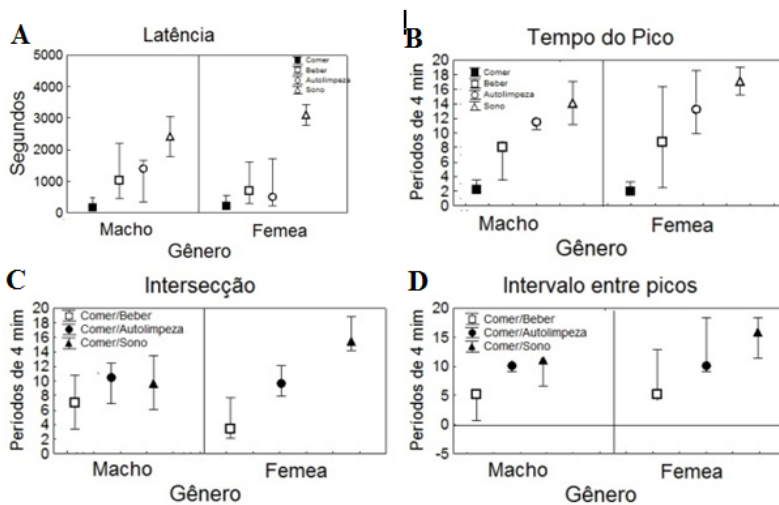 A
Latência
Segundos
5000
4000
3000
2000
1000
0
Comer
Beber
Autolimpeza
Sono
Macho
Femea
Gênero
B
Tempo do Pico
Períodos de 4 min
20
18
16
14
12
10
8
6
4
2
0
Comer
Beber
Autolimpeza
Sono
Macho
Femea
Gênero
C
Intersecção
Períodos de 4 mim
20
18
16
14
12
10
8
6
4
2
0
Comer/Beber
Comer/Autolimpeza
Comer/Sono
Macho
Femea
Gênero
D
Intervalo entre picos
Períodos de 4 mim
20
15
10
5
0
-5
Comer/Beber
Comer/Autolimpeza
Comer/Sono
Macho
Femea
Gênero